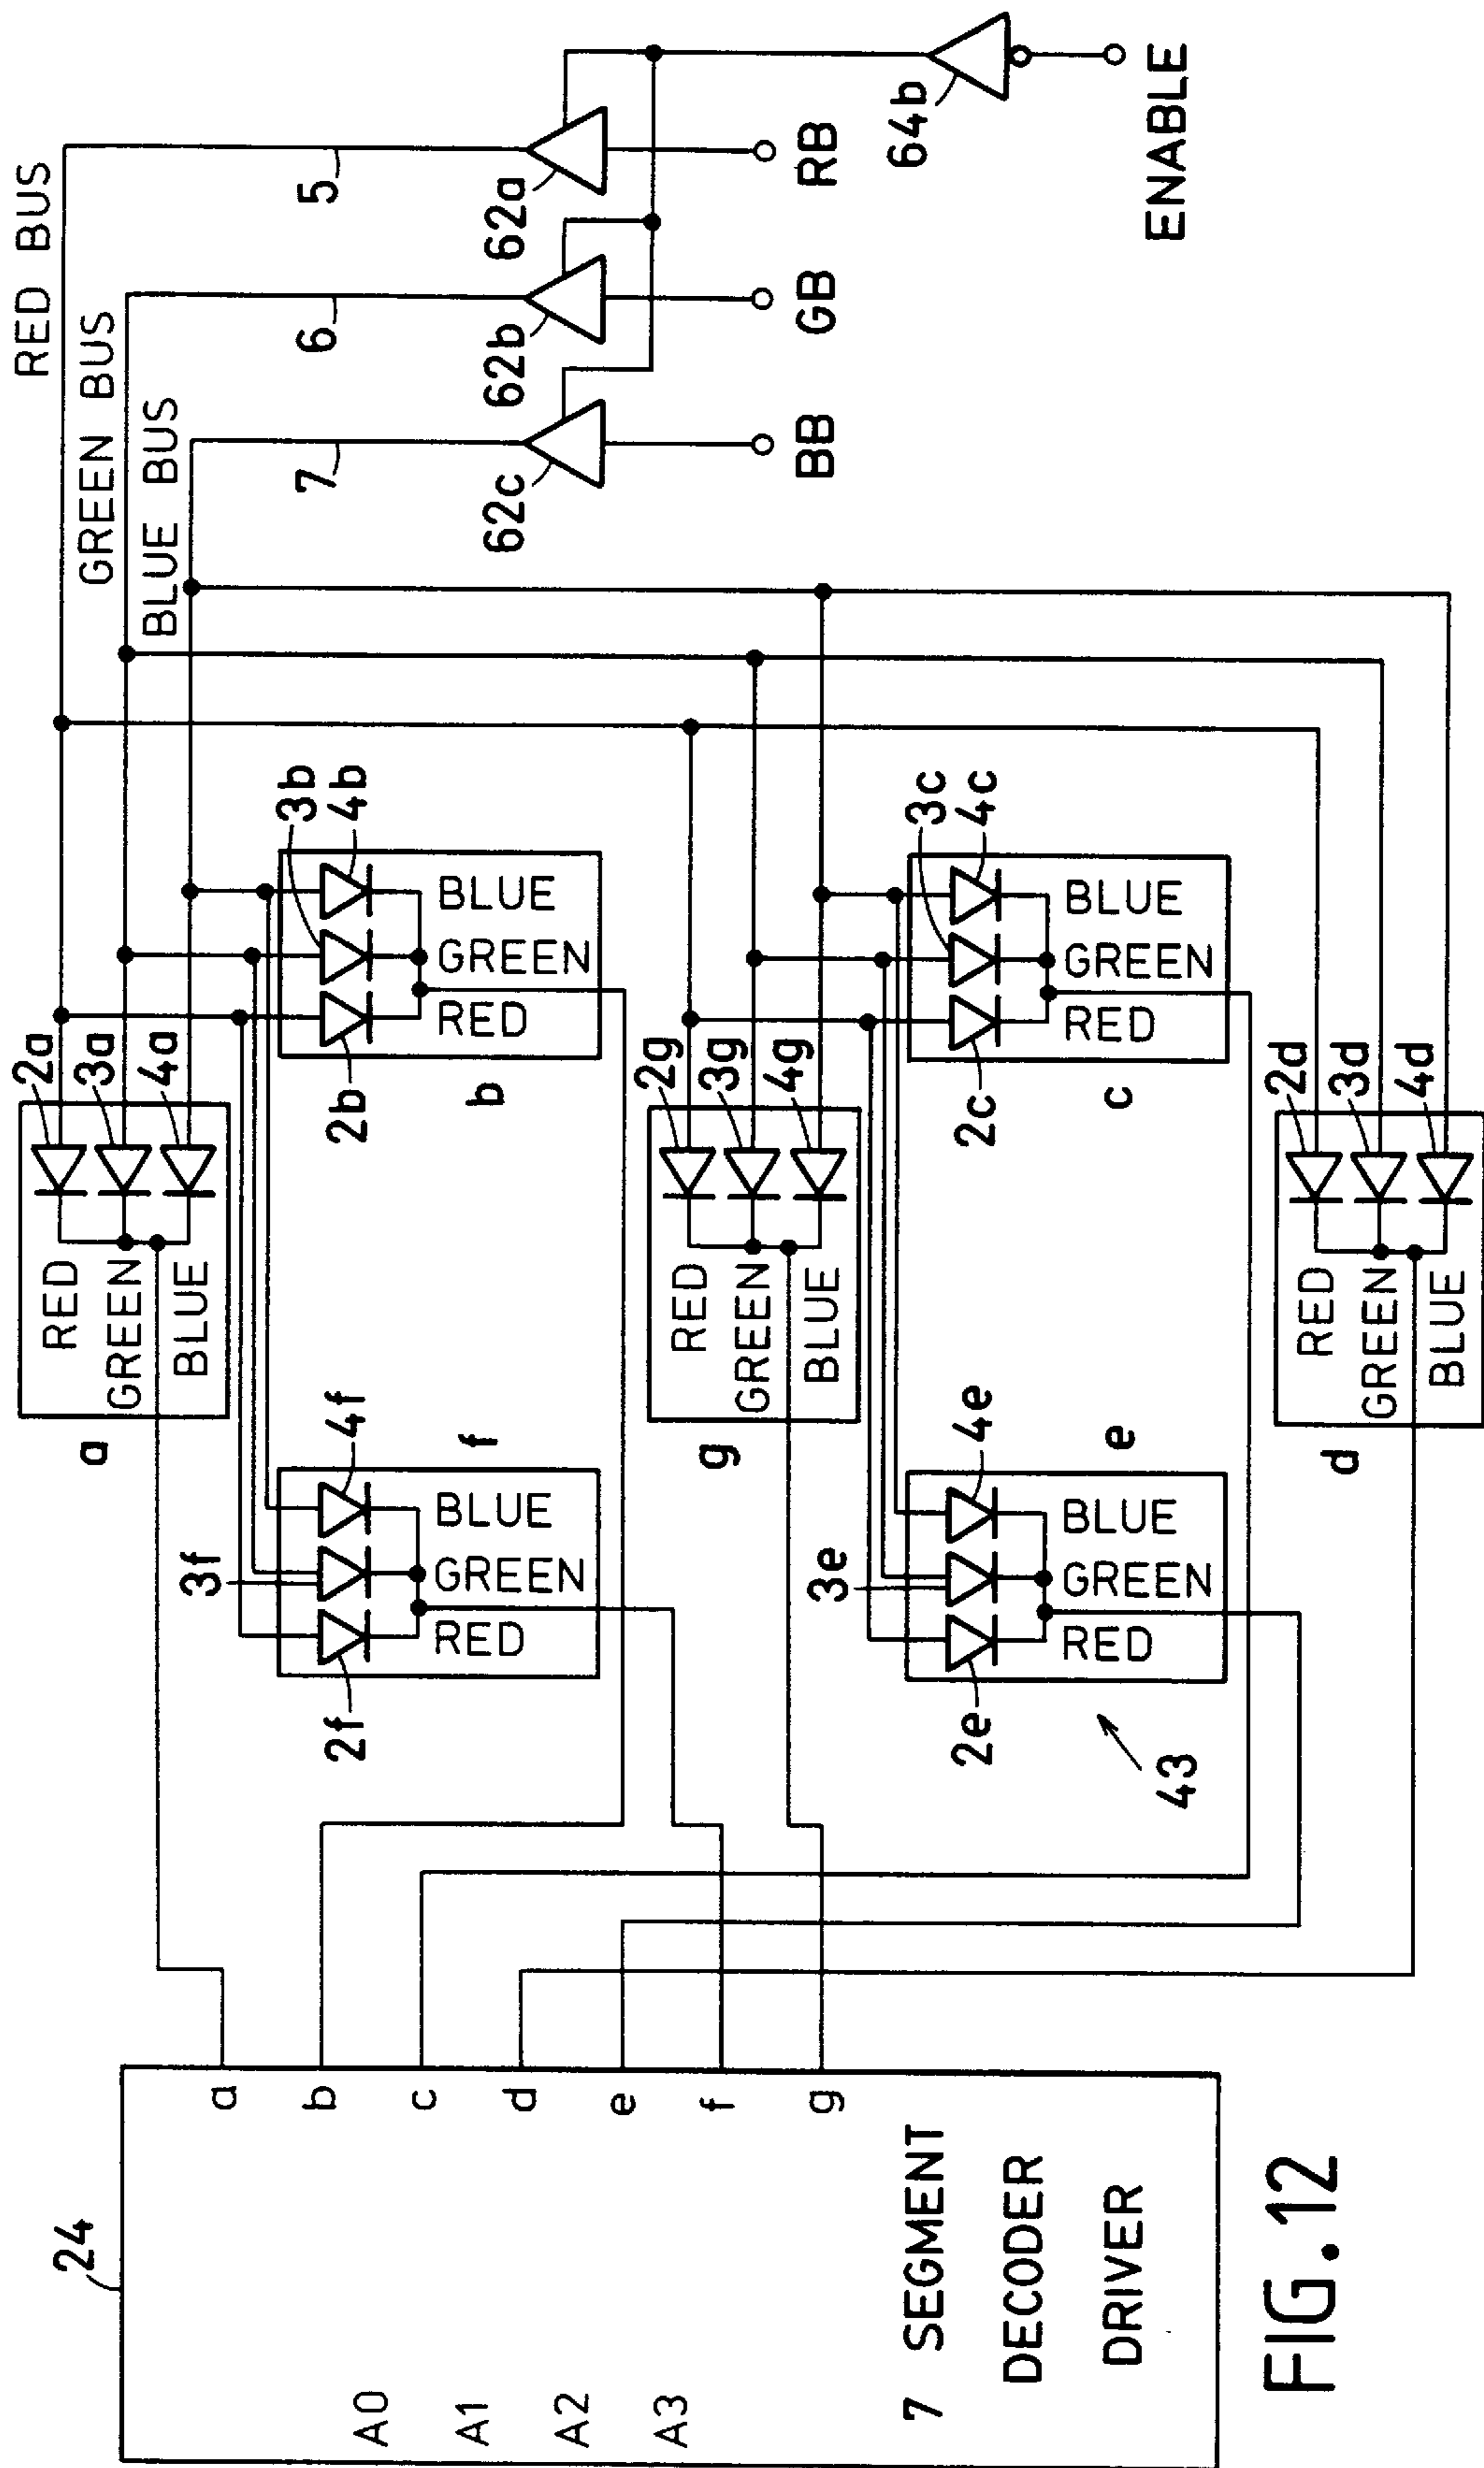 24
A0
A1
A2
A3
7 SEGMENT
DECODER
DRIVER
a
b
c
d
e
f
g
a
RED
GREEN
BLUE
2a
3a
4a
f
2f
3f
4f
RED
GREEN
BLUE
b
2b
3b
4b
RED
GREEN
BLUE
g
RED
GREEN
BLUE
2g
3g
4g
e
2e
3e
4e
RED
GREEN
BLUE
c
2c
3c
4c
RED
GREEN
BLUE
d
RED
GREEN
BLUE
2d
3d
4d
43
RED BUS
GREEN BUS
BLUE BUS
5
6
7
62a
62b
62c
RB
GB
BB
64b
ENABLE
FIG. 12